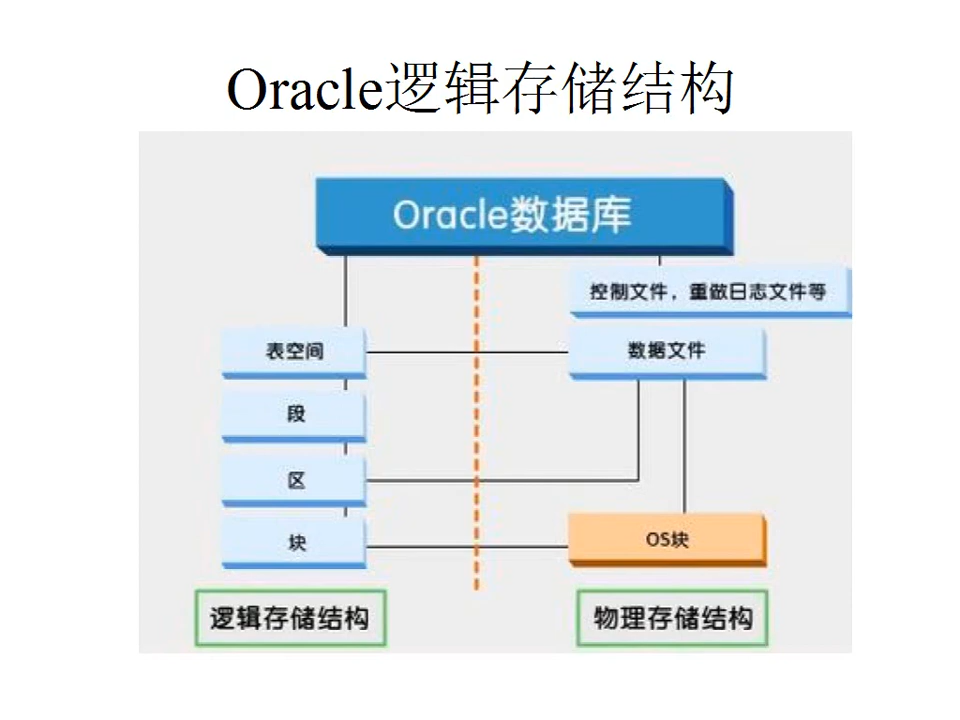 Oracle逻辑存储结构
Oracle数据库
控制文件，重做日志文件等
表空间
数据文件
段
区
块
OS块
逻辑存储结构
物理存储结构